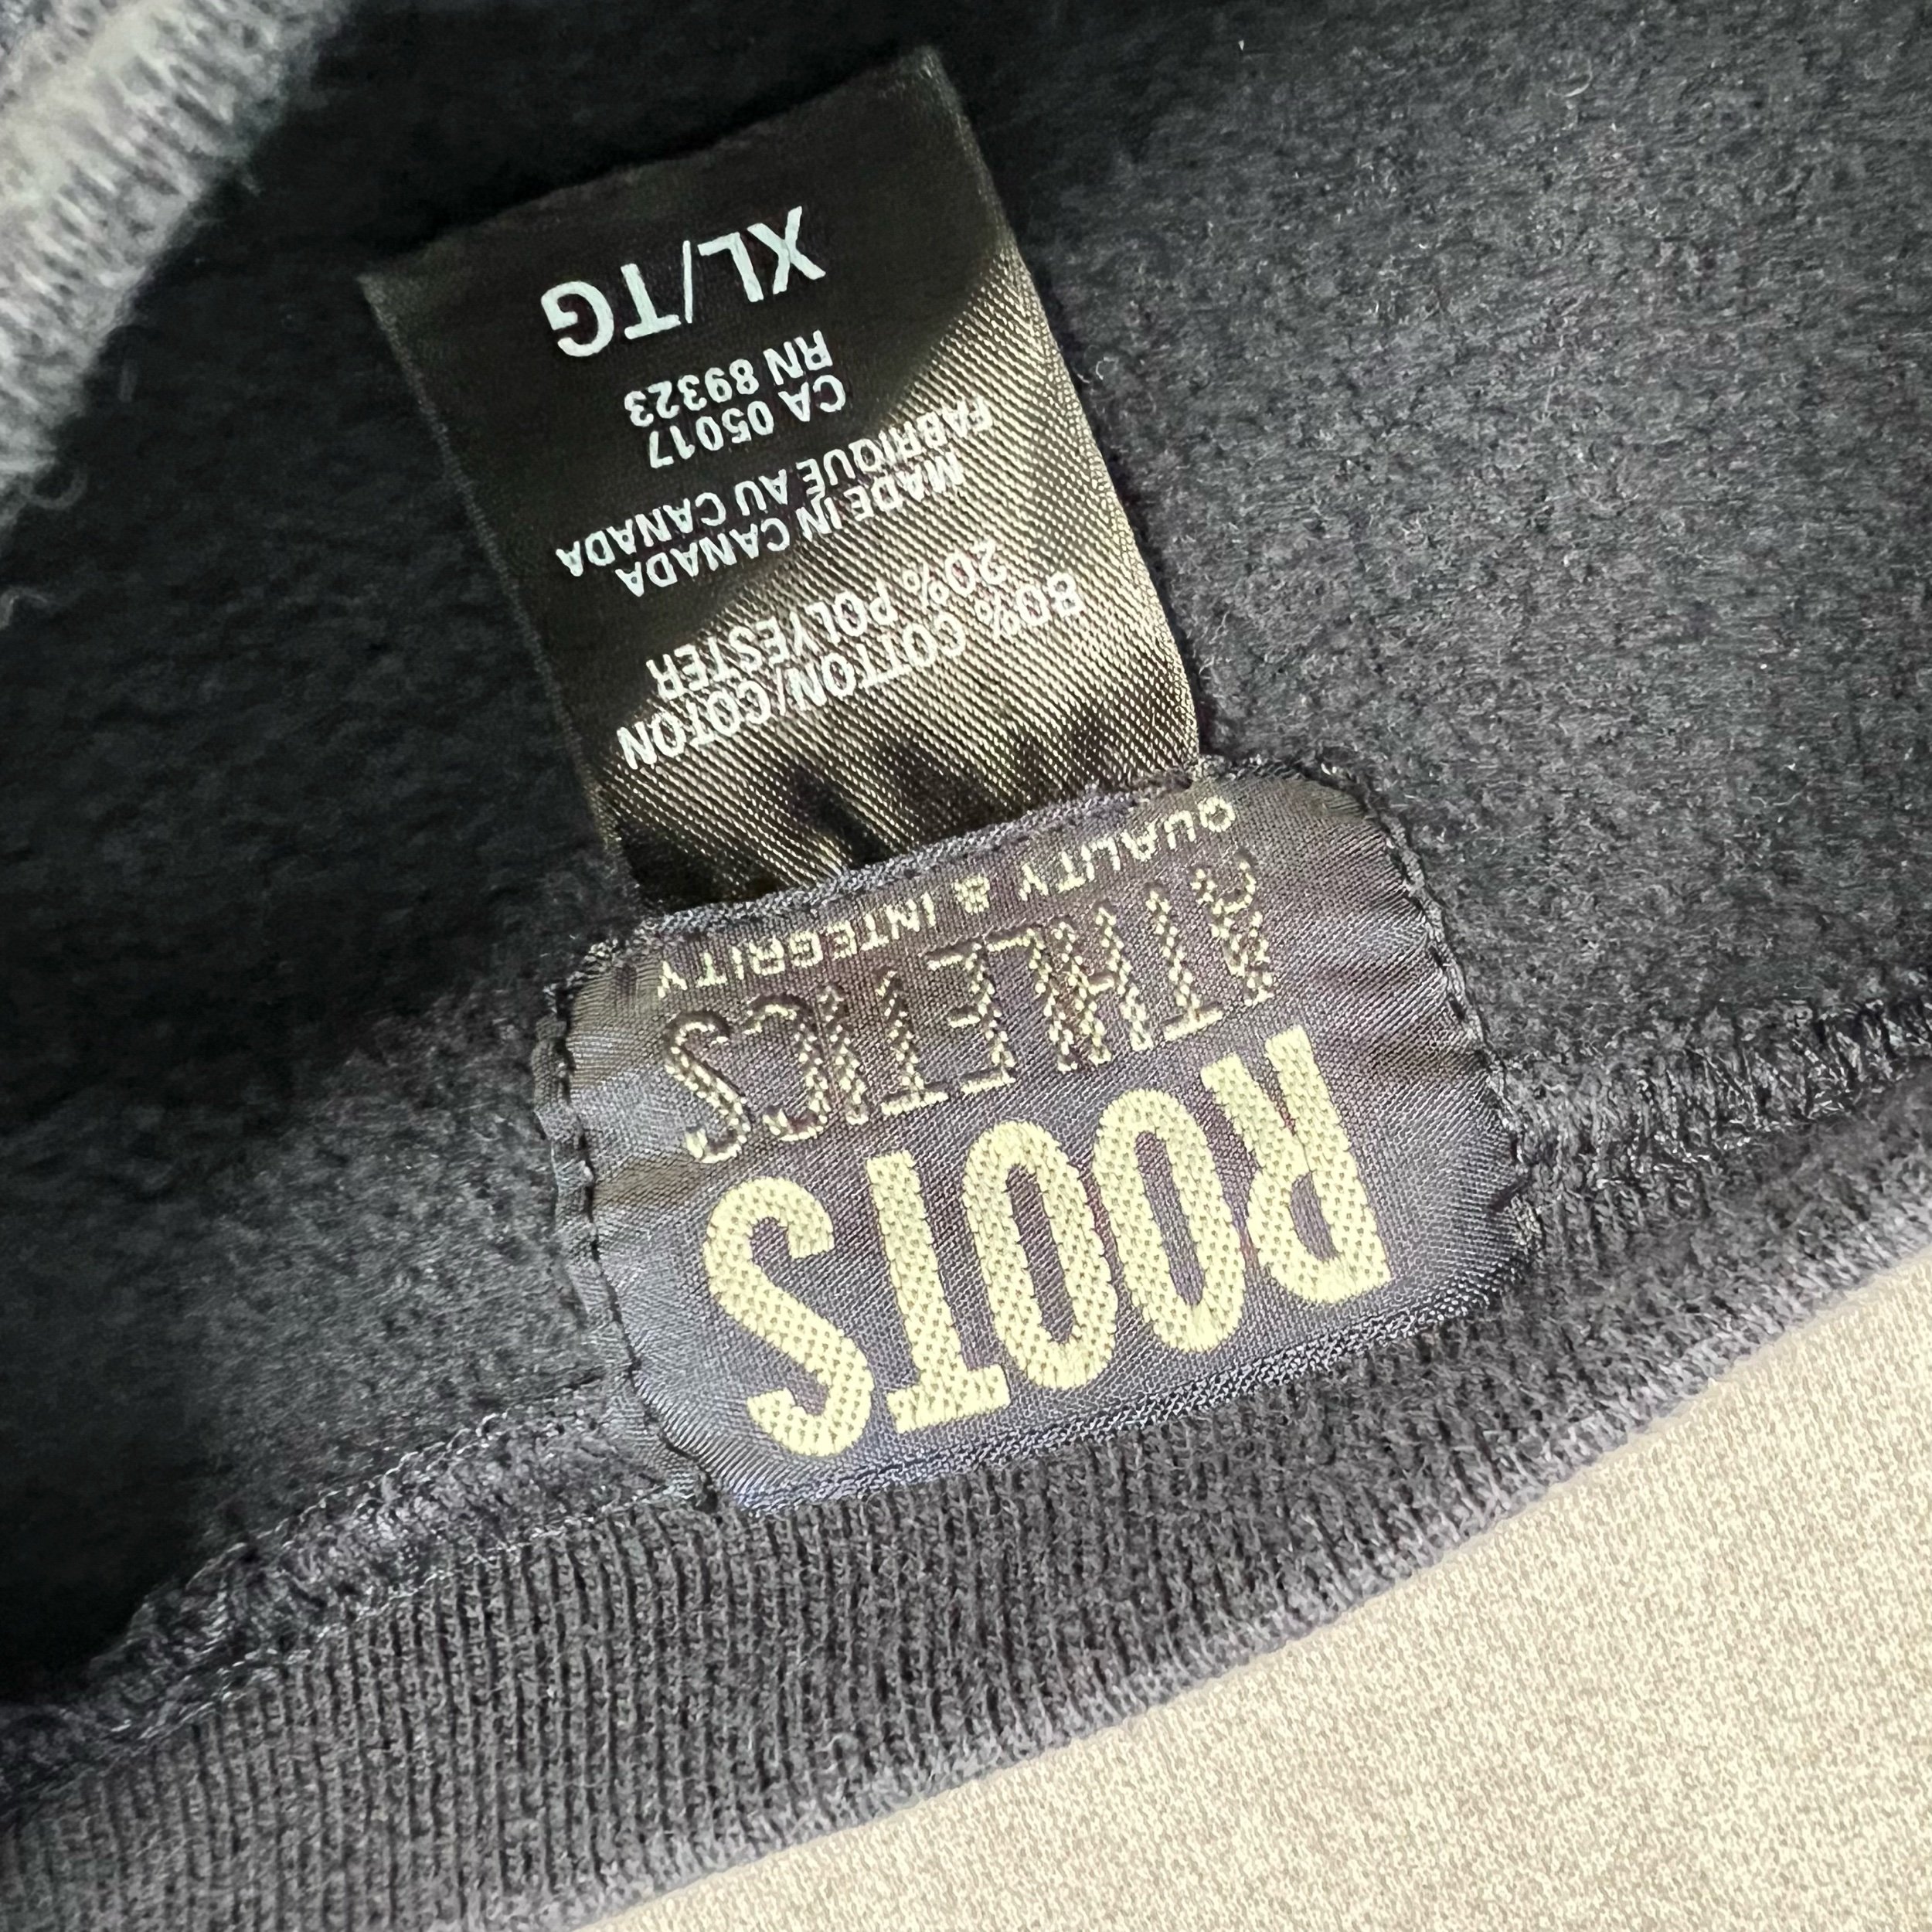 ROOTS
ATHLETICS
QUALITY & INTEGRITY
80% COTTON/COTON
20% POLYESTER
MADE IN CANADA
FABRIQUÉ AU CANADA
CA 05017
RN 89323
XL/TG